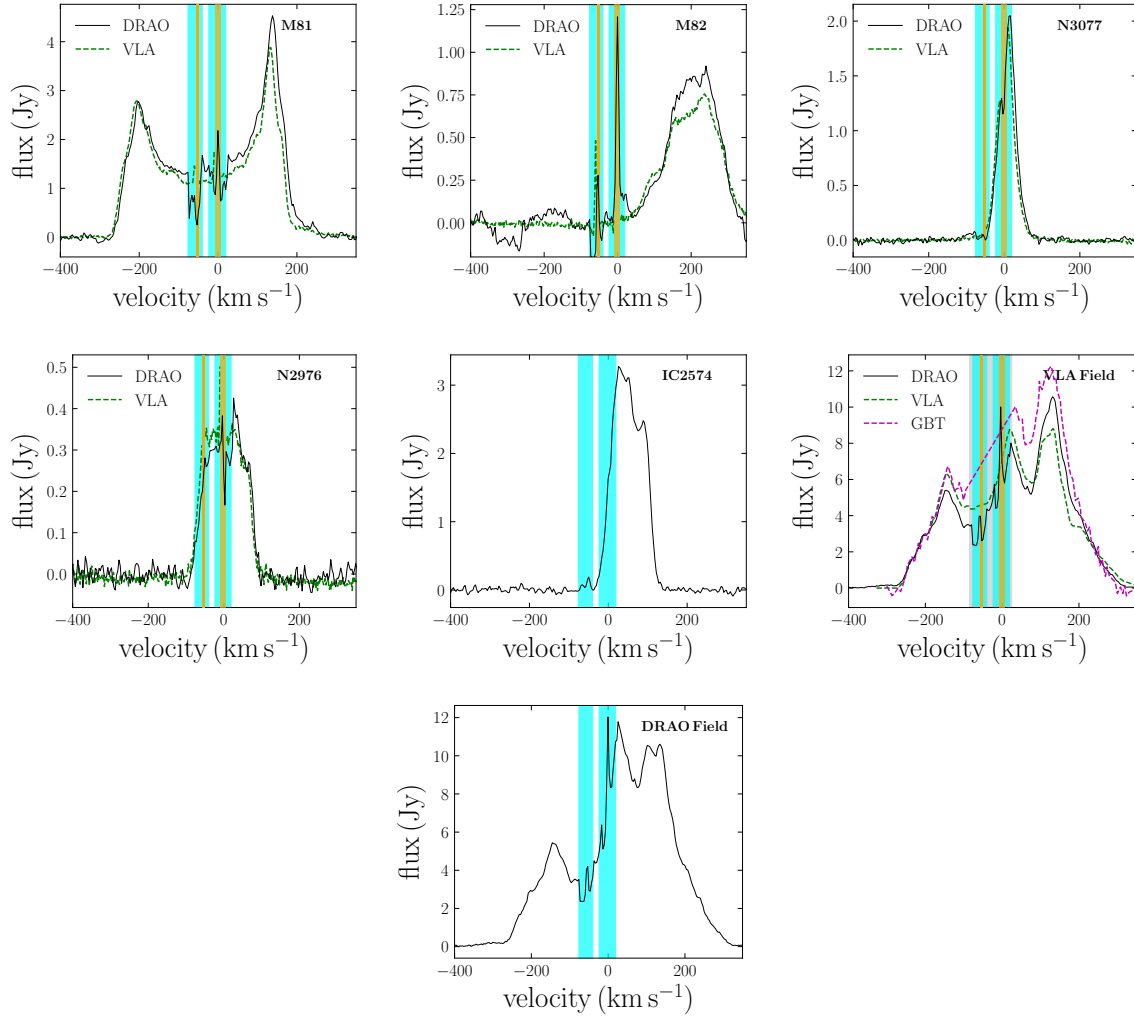 DRAO
VLA
M81
flux (Jy)
4
3
2
1
0
−400
−200
0
200
velocity (km s⁻¹)
DRAO
VLA
M82
flux (Jy)
1.25
1.00
0.75
0.50
0.25
0.00
−400
−200
0
200
velocity (km s⁻¹)
DRAO
VLA
N3077
flux (Jy)
2.0
1.5
1.0
0.5
0.0
−400
−200
0
200
velocity (km s⁻¹)
DRAO
VLA
N2976
flux (Jy)
0.5
0.4
0.3
0.2
0.1
0.0
−400
−200
0
200
velocity (km s⁻¹)
IC2574
flux (Jy)
3
2
1
0
−400
−200
0
200
velocity (km s⁻¹)
DRAO
VLA
GBT
VLA Field
flux (Jy)
12
10
8
6
4
2
0
−400
−200
0
200
velocity (km s⁻¹)
DRAO Field
flux (Jy)
12
10
8
6
4
2
0
−400
−200
0
200
velocity (km s⁻¹)